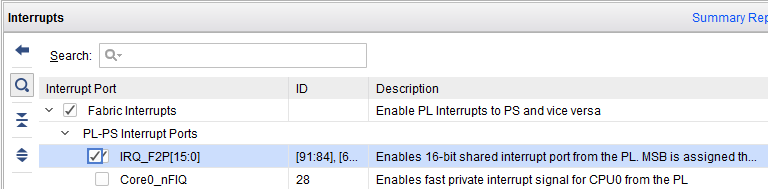 Interrupts
Summary Rep
Search:
Interrupt Port ID Description
Fabric Interrupts Enable PL Interrupts to PS and vice versa
PL-PS Interrupt Ports
IRQ_F2P[15:0] [91:84], [6... Enables 16-bit shared interrupt port from the PL. MSB is assigned th...
Core0_nFIQ 28 Enables fast private interrupt signal for CPU0 from the PL